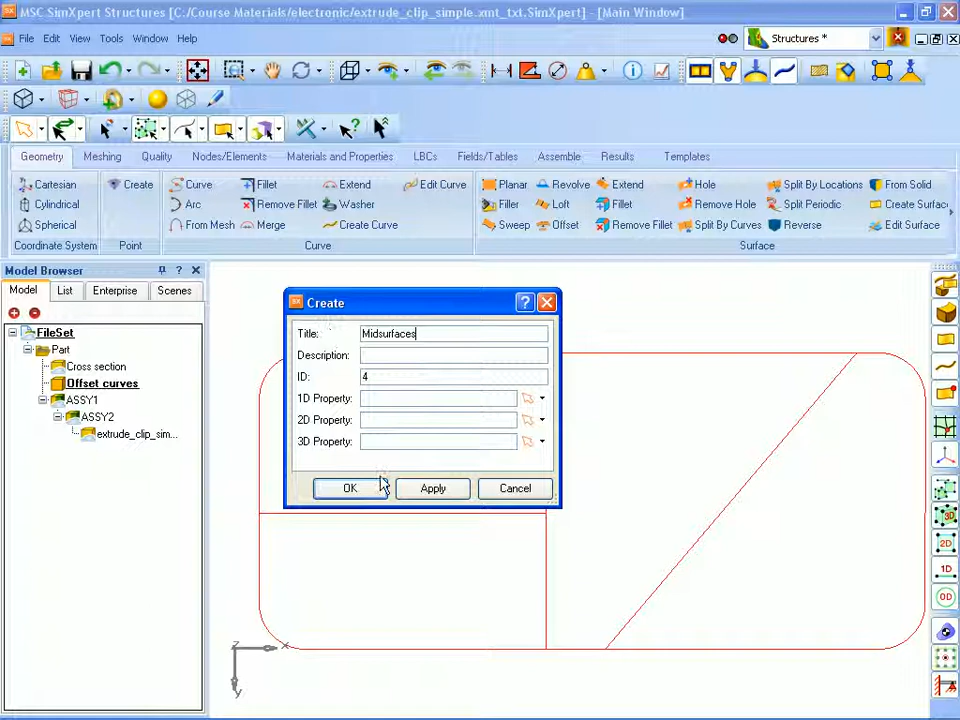 MSC SimXpert Structures [C:/Course Materials/electronic/extrude_clip_simple.xmt_txt.SimXpert] - [Main Window]
File Edit View Tools Window Help
Structures *
Geometry Meshing Quality Nodes/Elements Materials and Properties LBCs Fields/Tables Assemble Results Templates
Cartesian Create Curve Fillet Extend Edit Curve Planar Revolve Extend Hole Split By Locations From Solid
Cylindrical Arc Remove Fillet Washer Filler Loft Fillet Remove Hole Split Periodic Create Surfac
Spherical From Mesh Merge Create Curve Sweep Offset Remove Fillet Split By Curves Reverse Edit Surface
Coordinate System Point Curve Surface
Model Browser ?
Model List Enterprise Scenes
FileSet
Part
Cross section
Offset curves
ASSY1
ASSY2
extrude_clip_sim...
Create ?
Title: Midsurfaces
Description:
ID: 4
1D Property:
2D Property:
3D Property:
OK Apply Cancel
Z X
Y
3D
2D
1D
0D